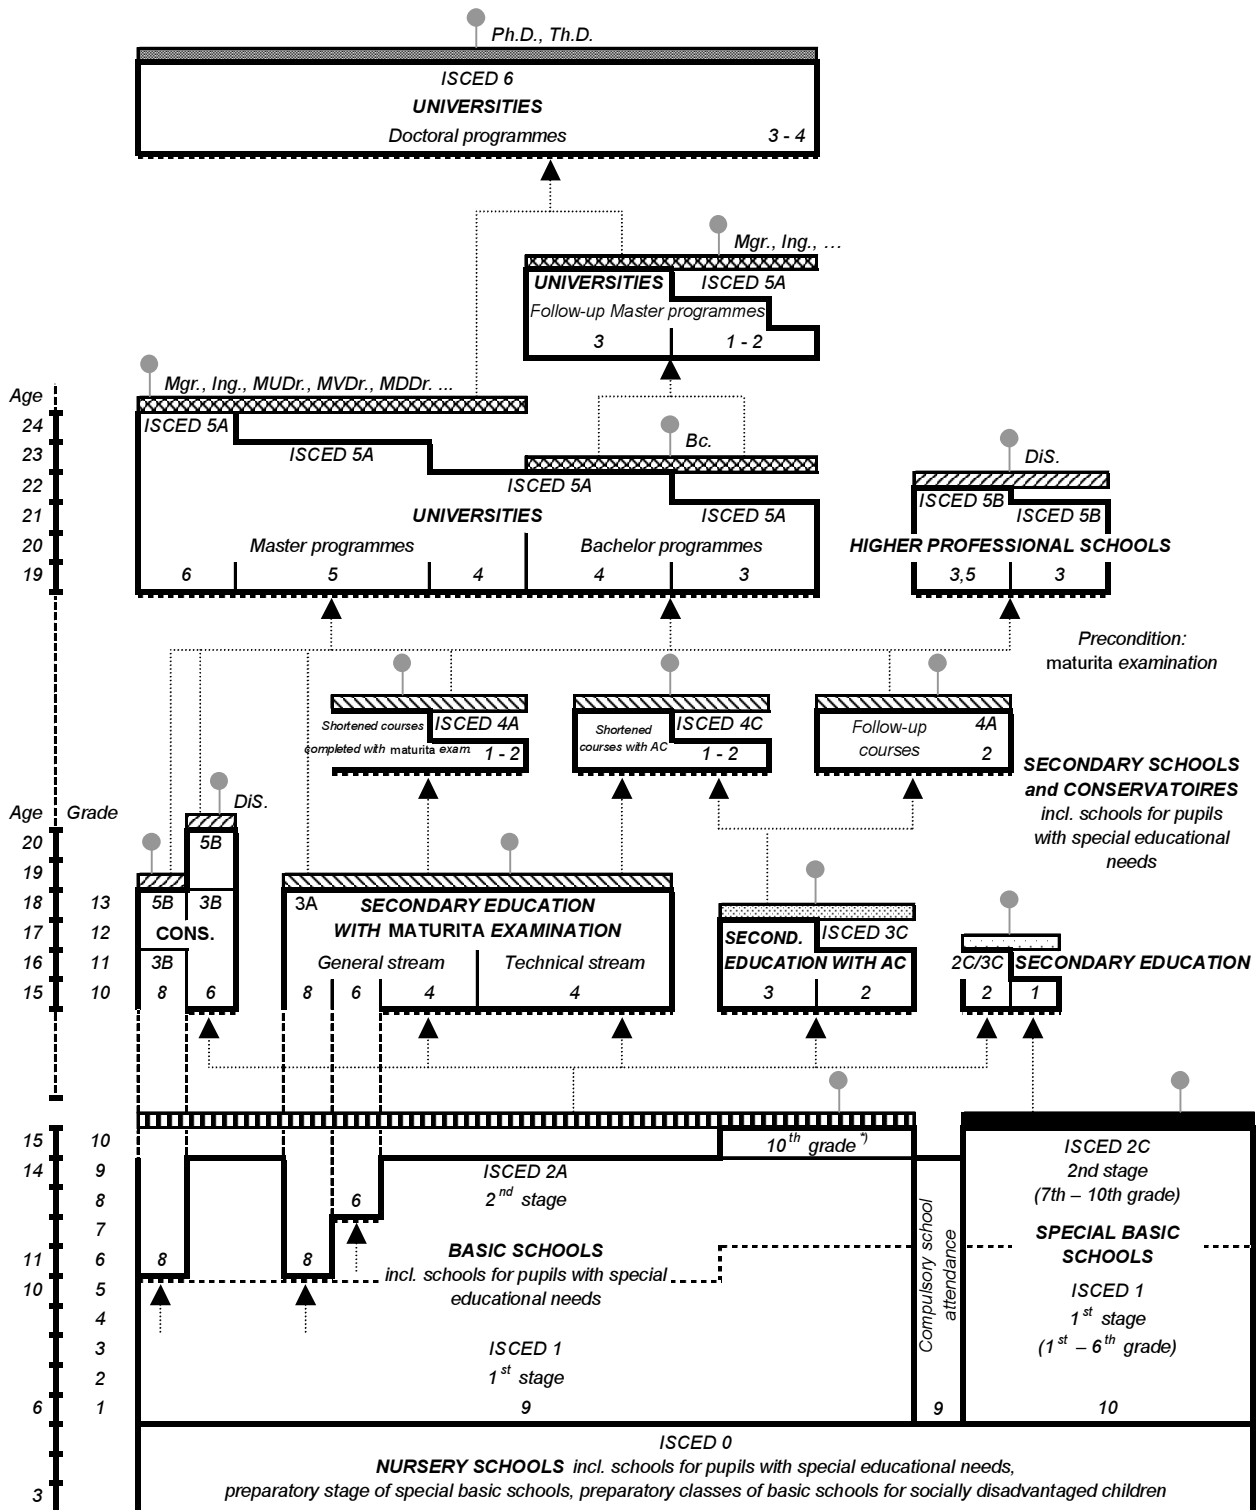 Ph.D., Th.D.
ISCED 6
UNIVERSITIES
Doctoral programmes 3 - 4
Mgr., Ing., …
UNIVERSITIES ISCED 5A
Follow-up Master programmes
3 1 - 2
Mgr., Ing., MUDr., MVDr., MDDr. ...
Age
24 ISCED 5A
23 ISCED 5A Bc. DiS.
22 ISCED 5A ISCED 5B
21 UNIVERSITIES ISCED 5A ISCED 5B
20 Master programmes Bachelor programmes HIGHER PROFESSIONAL SCHOOLS
19 6 5 4 4 3 3,5 3
Precondition:
maturita examination
Shortened courses ISCED 4A
completed with maturita exam. 1 - 2
Shortened ISCED 4C
courses with AC 1 - 2
Follow-up 4A
courses 2
SECONDARY SCHOOLS
and CONSERVATOIRES
incl. schools for pupils
with special educational
needs
Age Grade DiS.
20 5B
19
18 13 5B 3B 3A SECONDARY EDUCATION
17 12 CONS. WITH MATURITA EXAMINATION SECOND. ISCED 3C
16 11 3B General stream Technical stream EDUCATION WITH AC 2C/3C SECONDARY EDUCATION
15 10 8 6 8 6 4 4 3 2 2 1
15 10 10th grade *) ISCED 2C
14 9 ISCED 2A 2nd stage
8 6 2nd stage (7th – 10th grade)
7
BASIC SCHOOLS SPECIAL BASIC
11 6 8 8 incl. schools for pupils with special SCHOOLS
10 5 educational needs ISCED 1
4 1st stage
3 ISCED 1 (1st – 6th grade)
2 1st stage
Compulsory school
attendance
6 1 9 9 10
ISCED 0
NURSERY SCHOOLS incl. schools for pupils with special educational needs,
3 preparatory stage of special basic schools, preparatory classes of basic schools for socially disadvantaged children